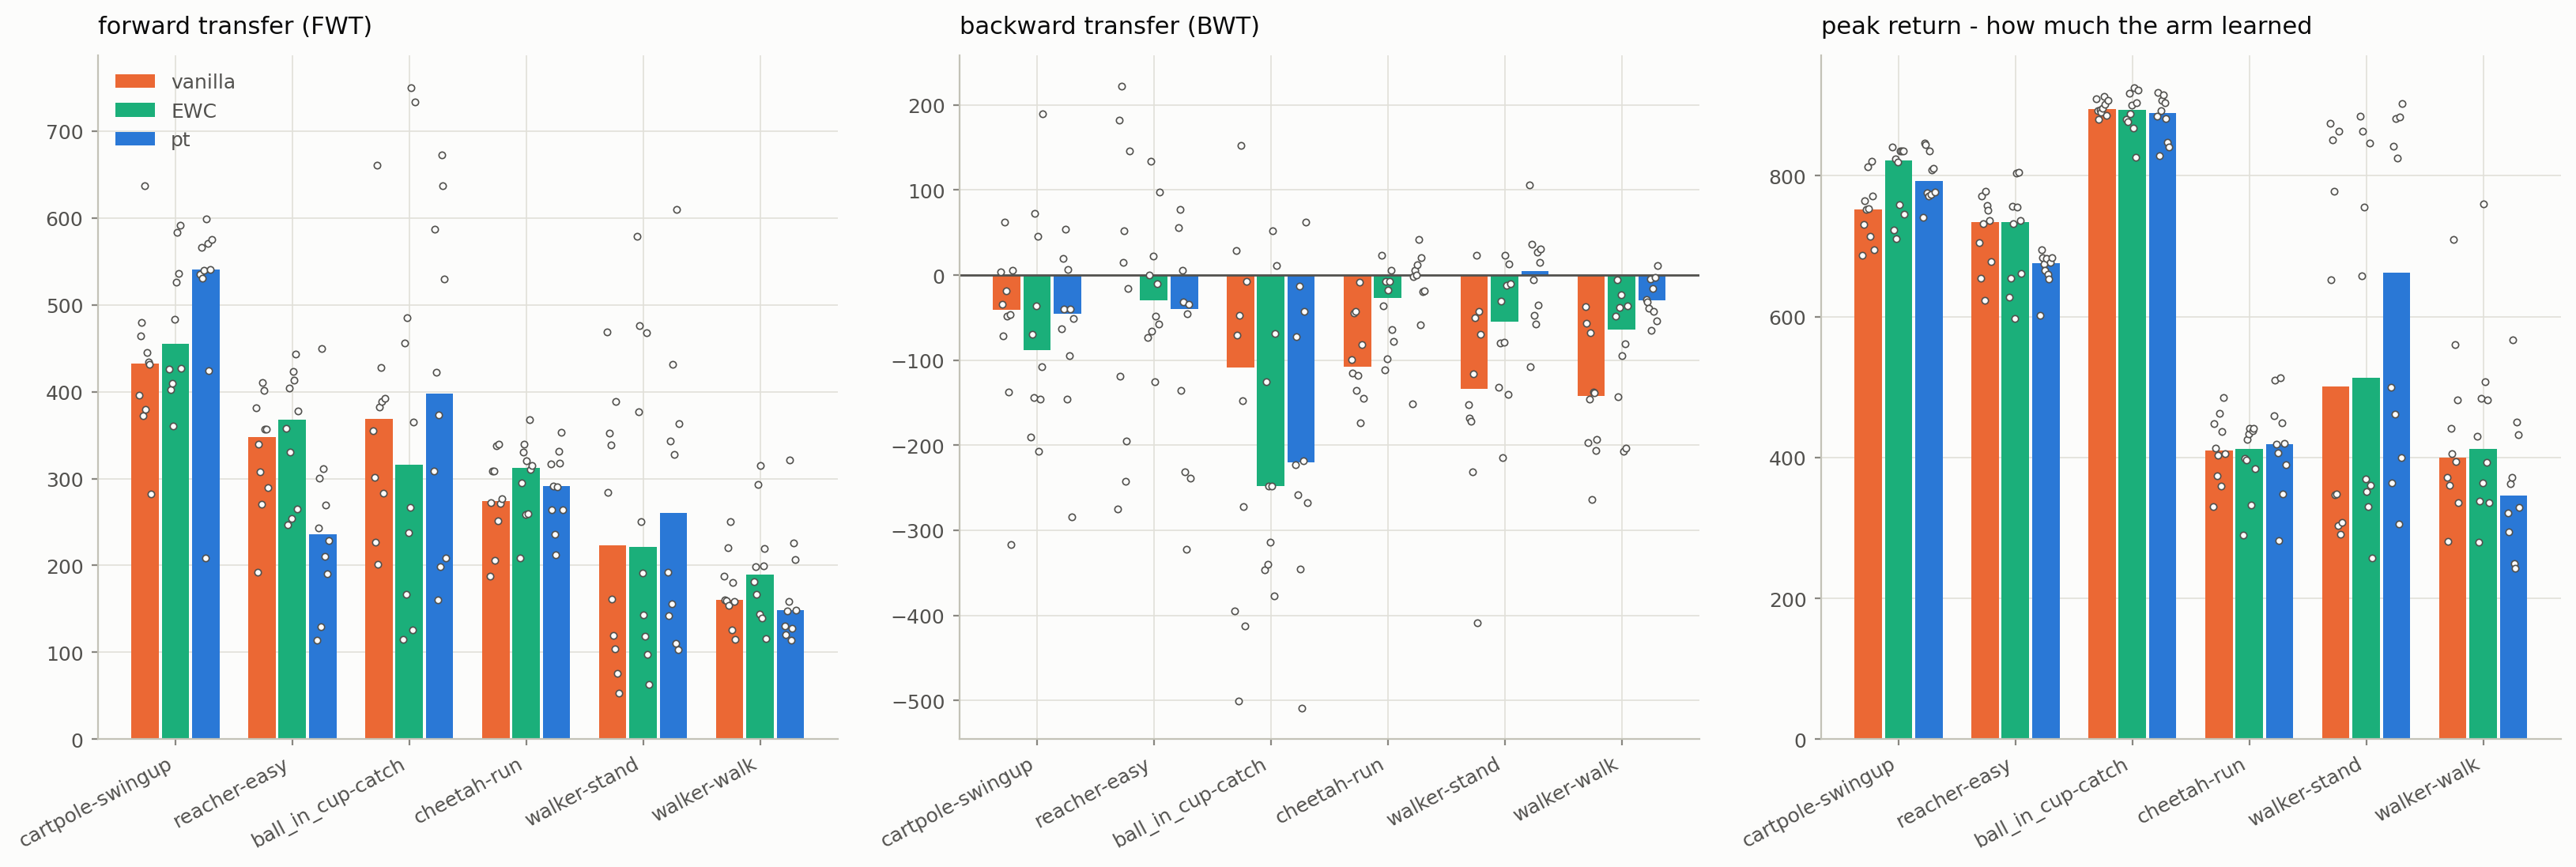 forward transfer (FWT)
vanilla
EWC
pt
700
600
500
400
300
200
100
0
cartpole-swingup
reacher-easy
ball_in_cup-catch
cheetah-run
walker-stand
walker-walk
backward transfer (BWT)
200
100
0
−100
−200
−300
−400
−500
cartpole-swingup
reacher-easy
ball_in_cup-catch
cheetah-run
walker-stand
walker-walk
peak return - how much the arm learned
800
600
400
200
0
cartpole-swingup
reacher-easy
ball_in_cup-catch
cheetah-run
walker-stand
walker-walk